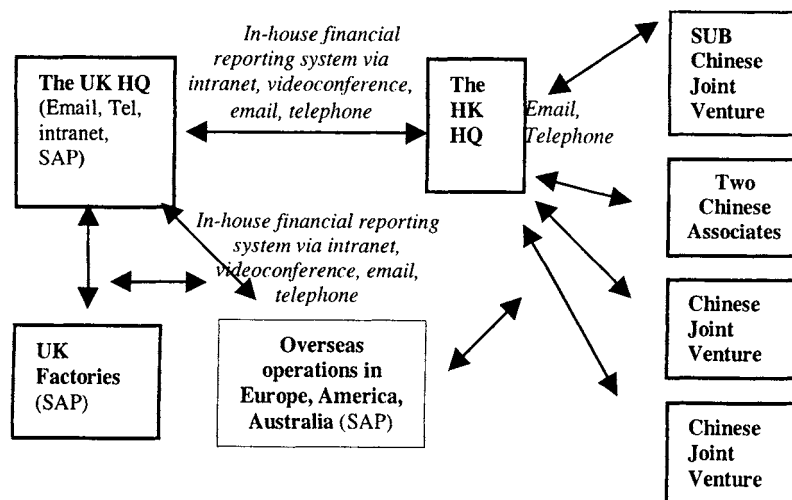 The UK HQ
(Email, Tel,
intranet,
SAP)
In-house financial
reporting system via
intranet, videoconference,
email, telephone
The
HK
HQ
Email,
Telephone
SUB
Chinese
Joint
Venture
Two
Chinese
Associates
In-house financial reporting
system via intranet,
videoconference, email,
telephone
UK
Factories
(SAP)
Overseas
operations in
Europe, America,
Australia (SAP)
Chinese
Joint
Venture
Chinese
Joint
Venture